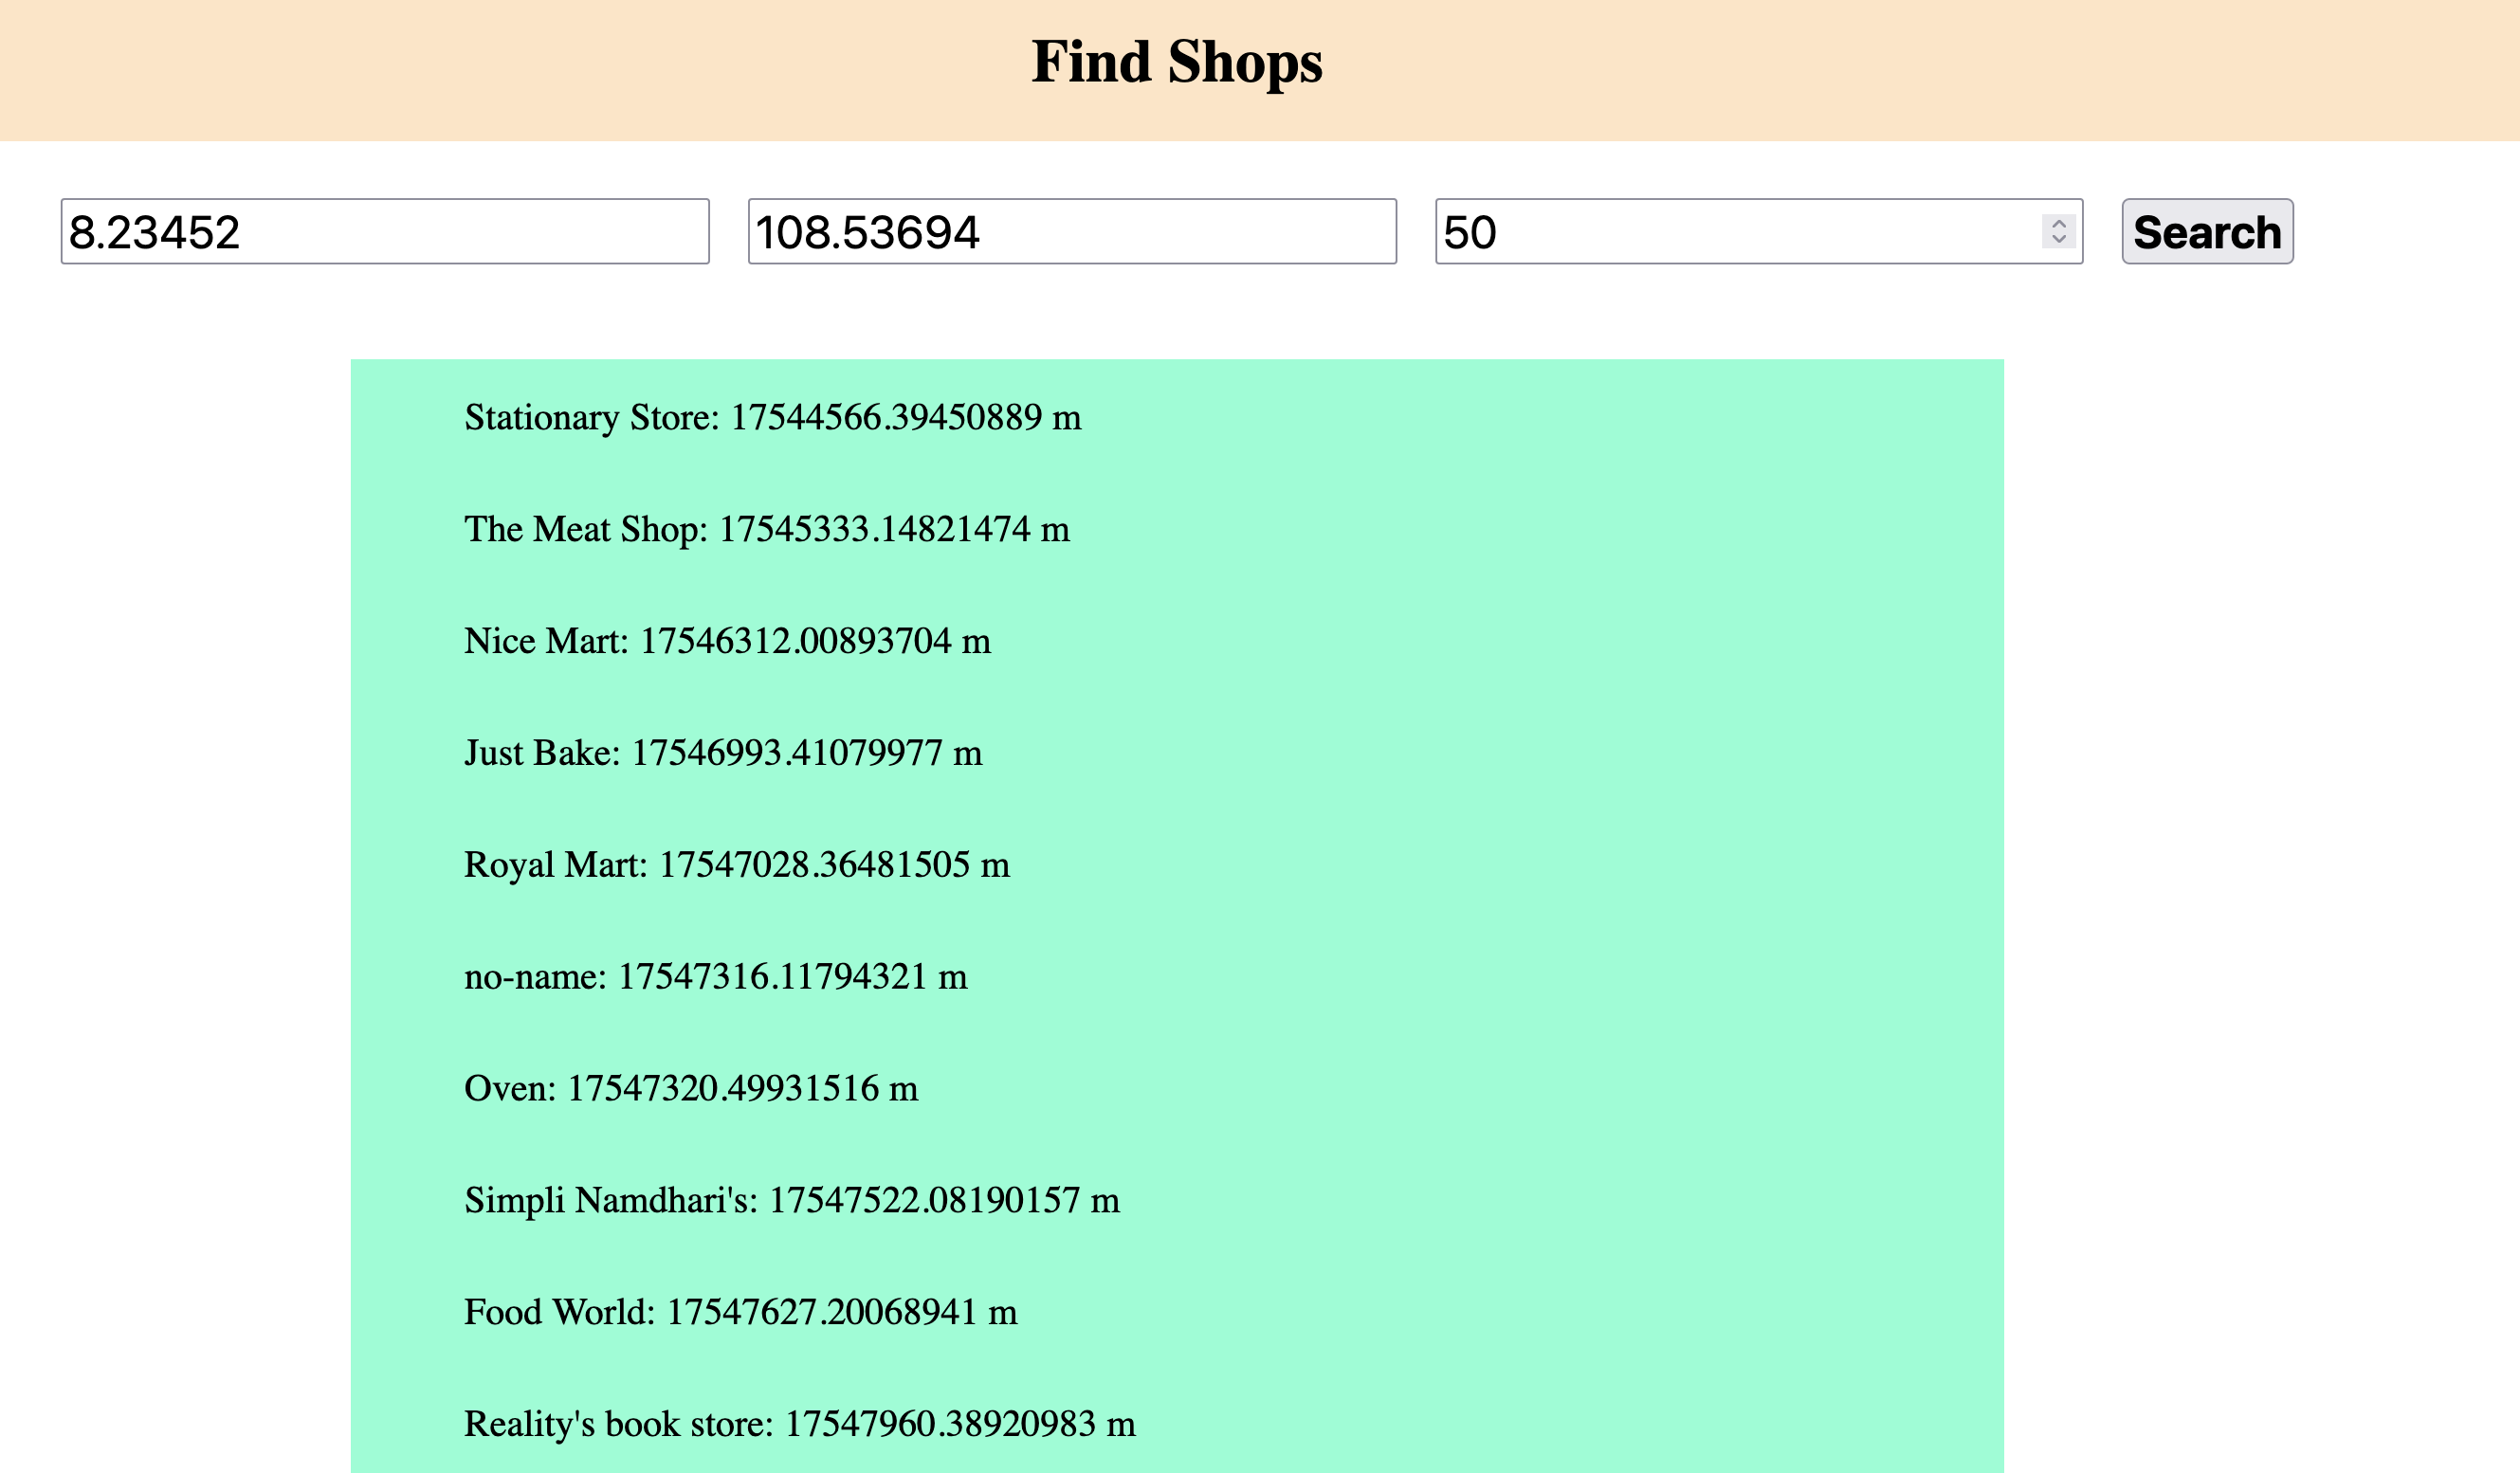 Find Shops
8.23452 108.53694 50 Search
Stationary Store: 17544566.39450889 m
The Meat Shop: 17545333.14821474 m
Nice Mart: 17546312.00893704 m
Just Bake: 17546993.41079977 m
Royal Mart: 17547028.36481505 m
no-name: 17547316.11794321 m
Oven: 17547320.49931516 m
Simpli Namdhari's: 17547522.08190157 m
Food World: 17547627.20068941 m
Reality's book store: 17547960.38920983 m